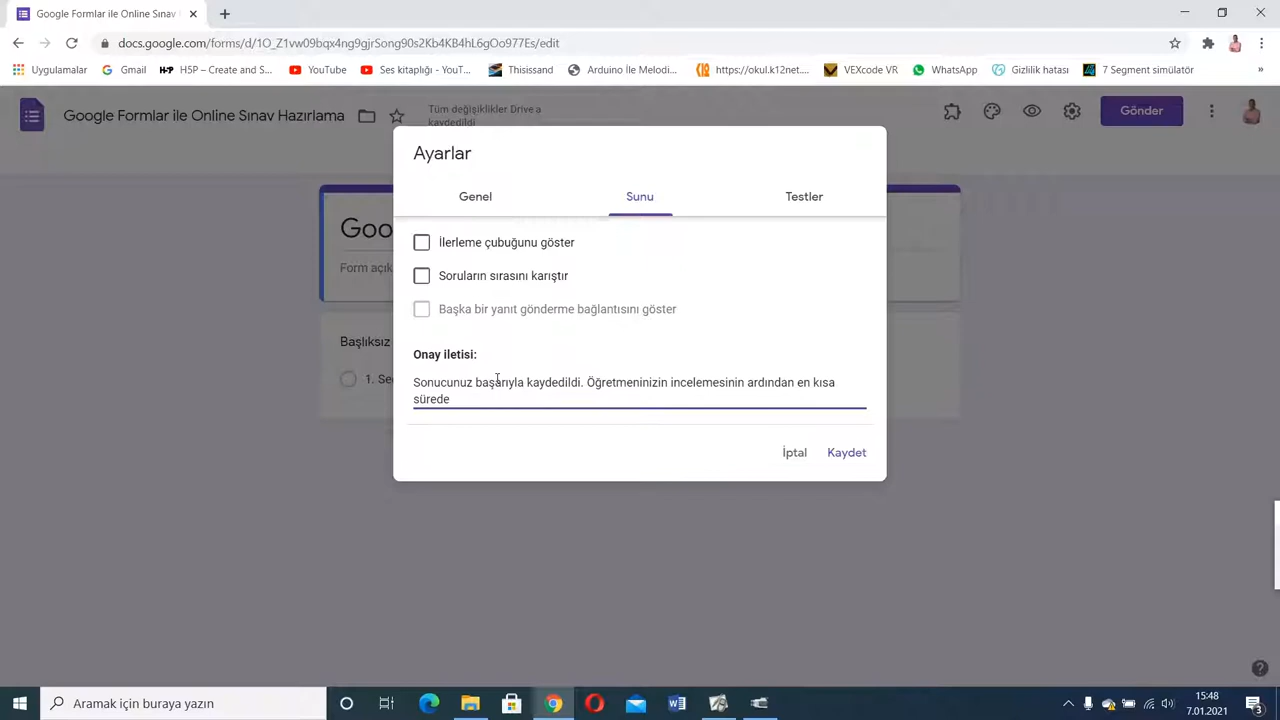 Google Formlar ile Online Sınav
docs.google.com/forms/d/1O_Z1vw09bqx4ng9gjrSong90s2Kb4KB4hL6gOo977Es/edit
Uygulamalar Gmail H5P – Create and S... YouTube Ses kitaplığı - YouT... Thisissand Arduino İle Melodi... https://okul.k12net.... VEXcode VR WhatsApp Gizlilik hatası 7 Segment simülatör »
Google Formlar ile Online Sınav Hazırlama
Tüm değişiklikler Drive a
kaydedildi
Gönder
Ayarlar
Genel Sunu Testler
İlerleme çubuğunu göster
Soruların sırasını karıştır
Başka bir yanıt gönderme bağlantısını göster
Onay iletisi:
Sonucunuz başarıyla kaydedildi. Öğretmeninizin incelemesinin ardından en kısa
sürede
İptal Kaydet
Goo
Form açık
Başlıksız
1. Se
Aramak için buraya yazın
15:48
7.01.2021
3